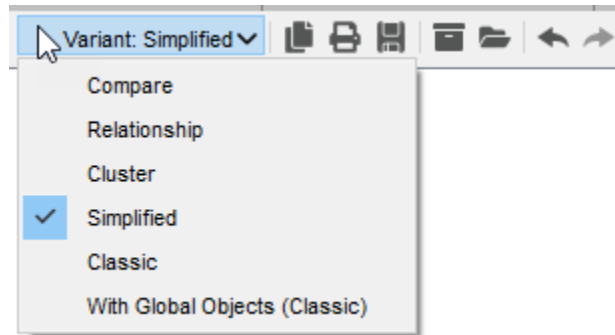 Variant: Simplified
Compare
Relationship
Cluster
Simplified
Classic
With Global Objects (Classic)